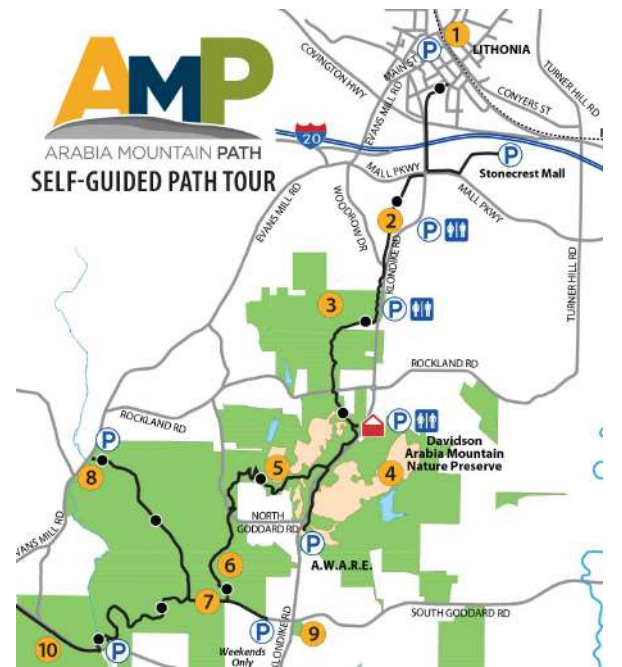 AMP
ARABIA MOUNTAIN PATH
SELF-GUIDED PATH TOUR
1
P
LITHONIA
MAIN ST
COVINGTON HWY
EVANS MILL RD
CONYERS ST
TURNER HILL RD
20
MALL PKWY
P
Stonecrest Mall
MALL PKWY
EVANS MILL RD
WOODROW DR
2
P
KLONDIKE RD
TURNER HILL RD
3
P
ROCKLAND RD
ROCKLAND RD
P
P
Davidson
Arabia Mountain
Nature Preserve
8
5
4
NORTH
GODDARD RD
EVANS MILL RD
P
A.W.A.R.E.
6
7
SOUTH GODDARD RD
KLONDIKE RD
P
9
Weekends
Only
10
P